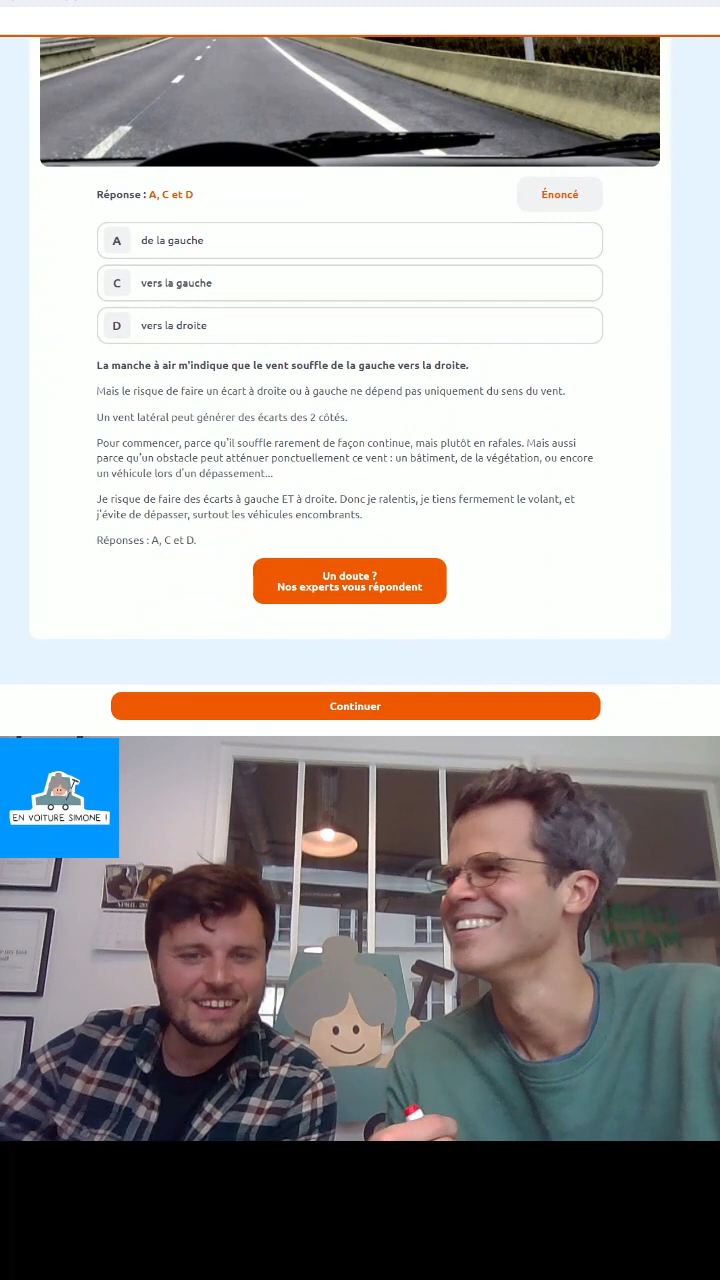 Réponse : A, C et D
Énoncé
A de la gauche
C vers la gauche
D vers la droite
La manche à air m'indique que le vent souffle de la gauche vers la droite.
Mais le risque de faire un écart à droite ou à gauche ne dépend pas uniquement du sens du vent.
Un vent latéral peut générer des écarts des 2 côtés.
Pour commencer, parce qu'il souffle rarement de façon continue, mais plutôt en rafales. Mais aussi
parce qu'un obstacle peut atténuer ponctuellement ce vent : un bâtiment, de la végétation, ou encore
un véhicule lors d'un dépassement...
Je risque de faire des écarts à gauche ET à droite. Donc je ralentis, je tiens fermement le volant, et
j'évite de dépasser, surtout les véhicules encombrants.
Réponses : A, C et D.
Un doute ?
Nos experts vous répondent
Continuer
EN VOITURE SIMONE !
APRIL
MATIN